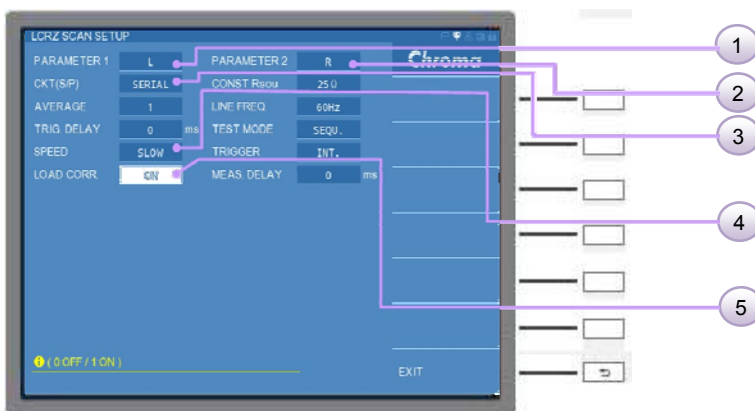 LCRZ SCAN SETUP
PARAMETER 1 L PARAMETER 2 R
CKT(S/P) SERIAL CONST Rsou 25Ω
AVERAGE 1 LINE FREQ 60Hz
TRIG. DELAY 0 ms TEST MODE SEQU.
SPEED SLOW TRIGGER INT.
LOAD CORR. ON MEAS. DELAY 0 ms
( 0:OFF / 1:ON )
Chroma
EXIT
1
2
3
4
5